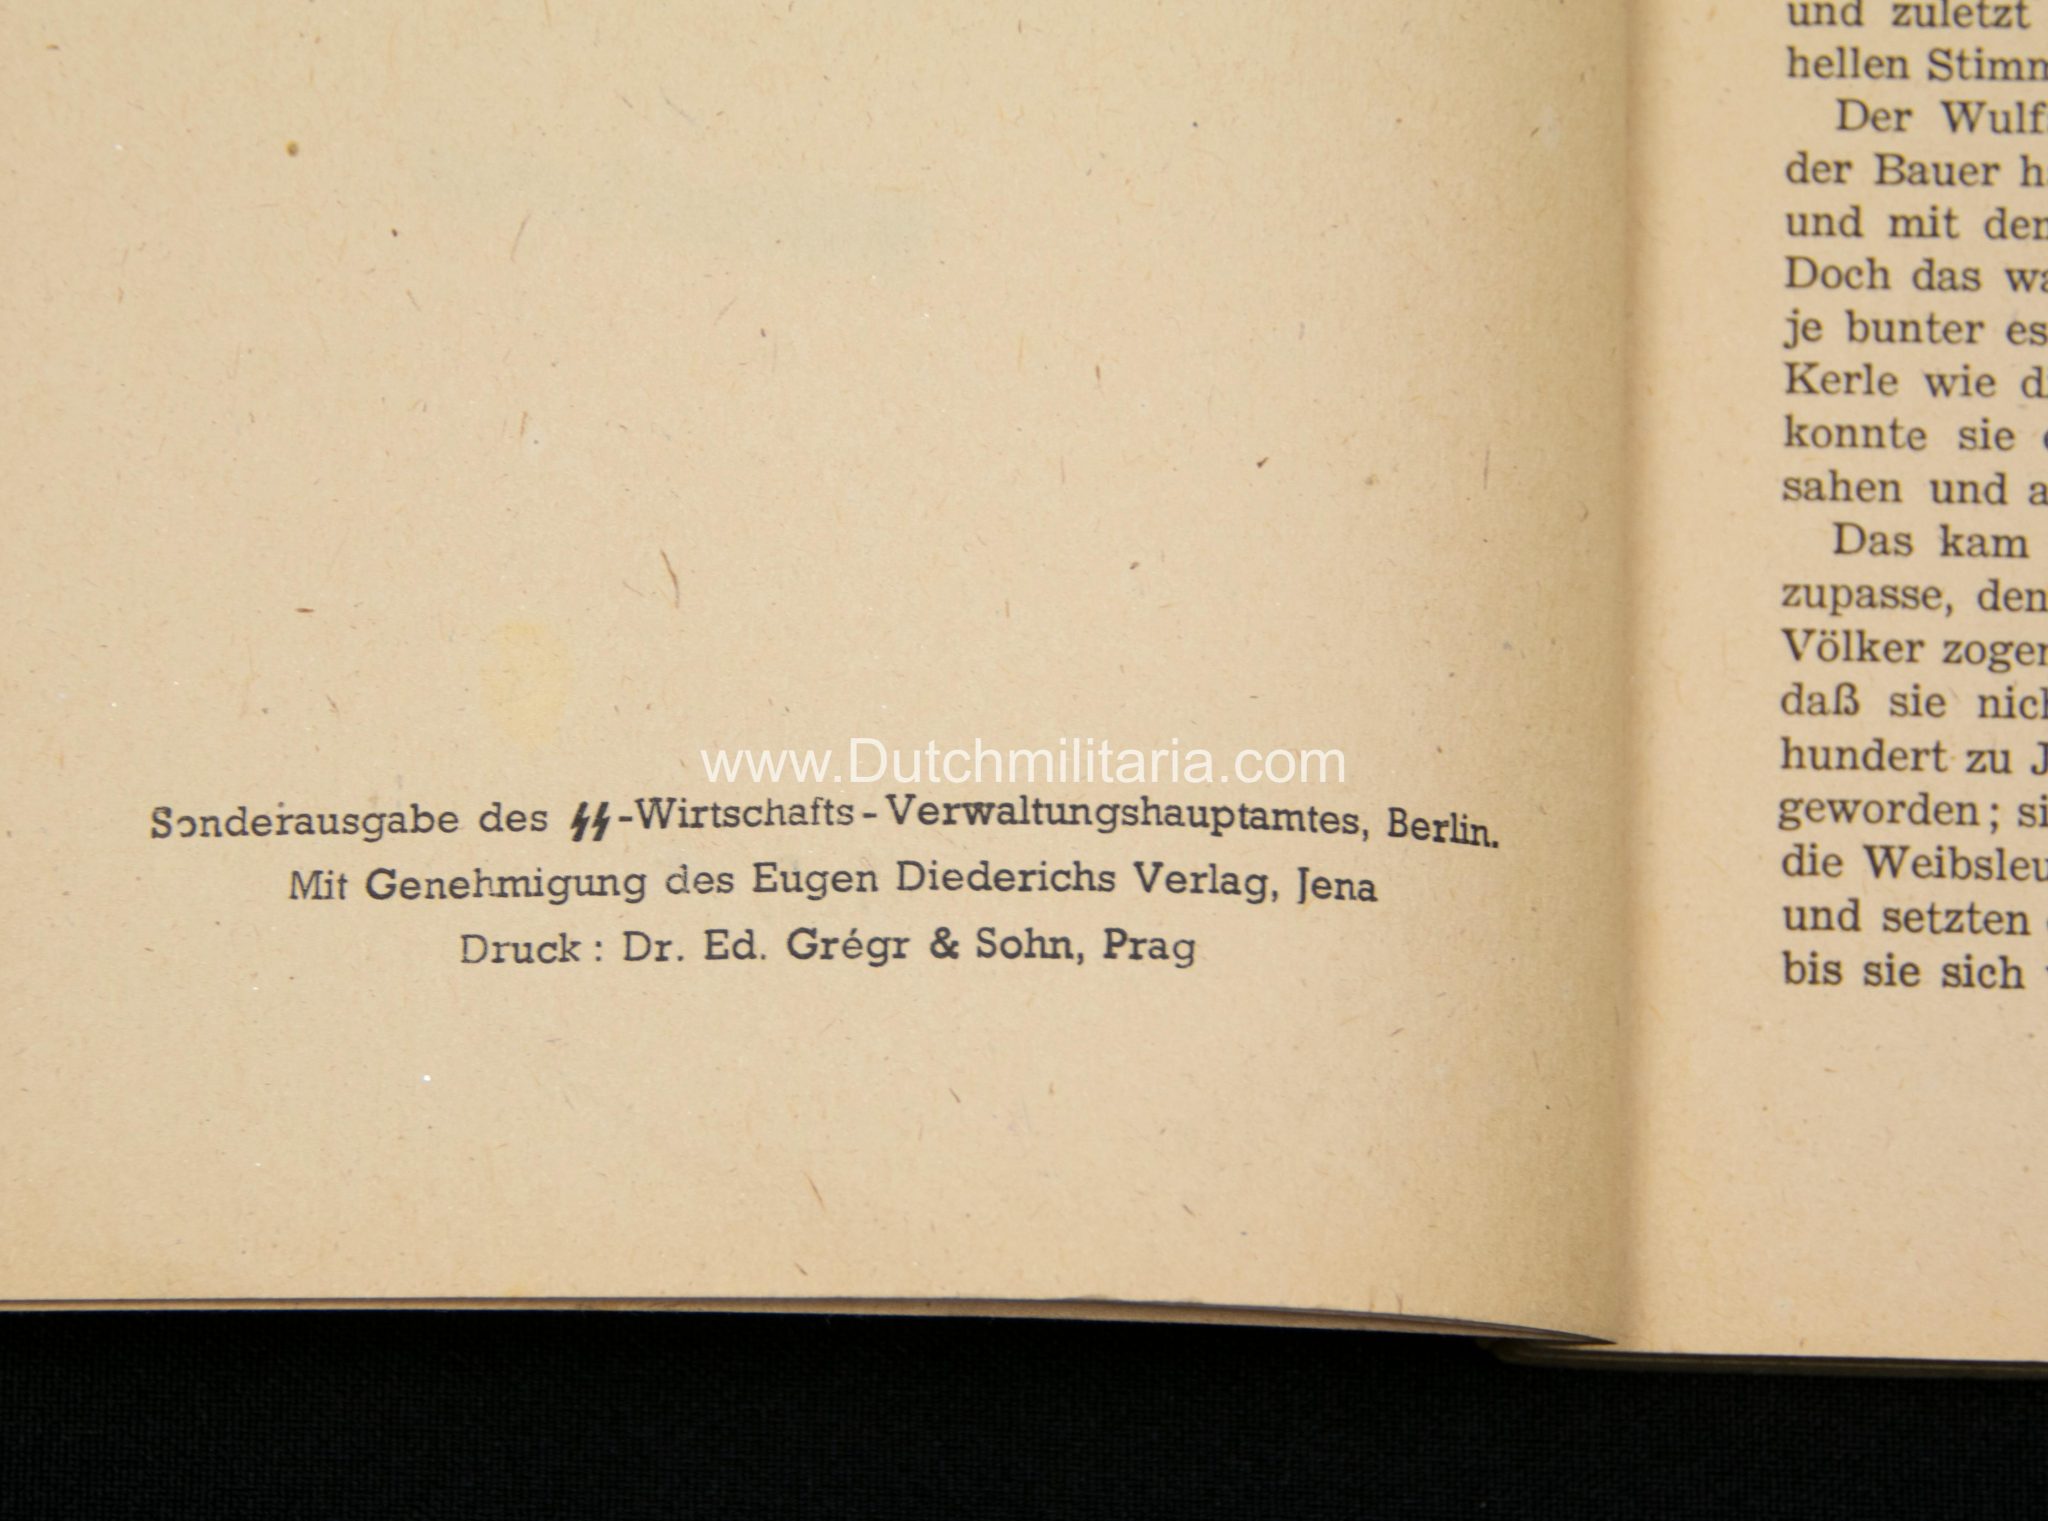 Sonderausgabe des ᛋᛋ-Wirtschafts-Verwaltungshauptamtes, Berlin.
Mit Genehmigung des Eugen Diederichs Verlag, Jena
Druck: Dr. Ed. Grégr & Sohn, Prag
www.Dutchmilitaria.com
und zuletzt
hellen
Der
der Bauer
und mit
Doch das
je bunter es
Kerle wie
konnte sie
sahen und
Das kam
zupasse,
Völker
daß sie
hundert zu
geworden;
die
und setzten
bis sie sich